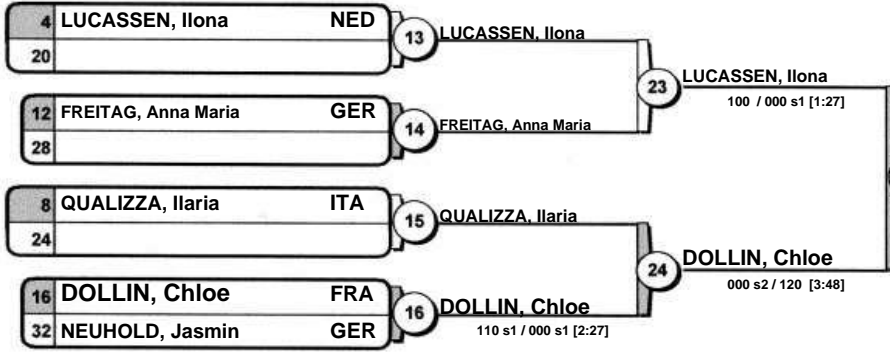 4 LUCASSEN, Ilona NED
20
13
LUCASSEN, Ilona
12 FREITAG, Anna Maria GER
28
14
FREITAG, Anna Maria
23
LUCASSEN, Ilona
100 / 000 s1 [1:27]
8 QUALIZZA, Ilaria ITA
24
15
QUALIZZA, Ilaria
16 DOLLIN, Chloe FRA
32 NEUHOLD, Jasmin GER
16
DOLLIN, Chloe
110 s1 / 000 s1 [2:27]
24
DOLLIN, Chloe
000 s2 / 120 [3:48]